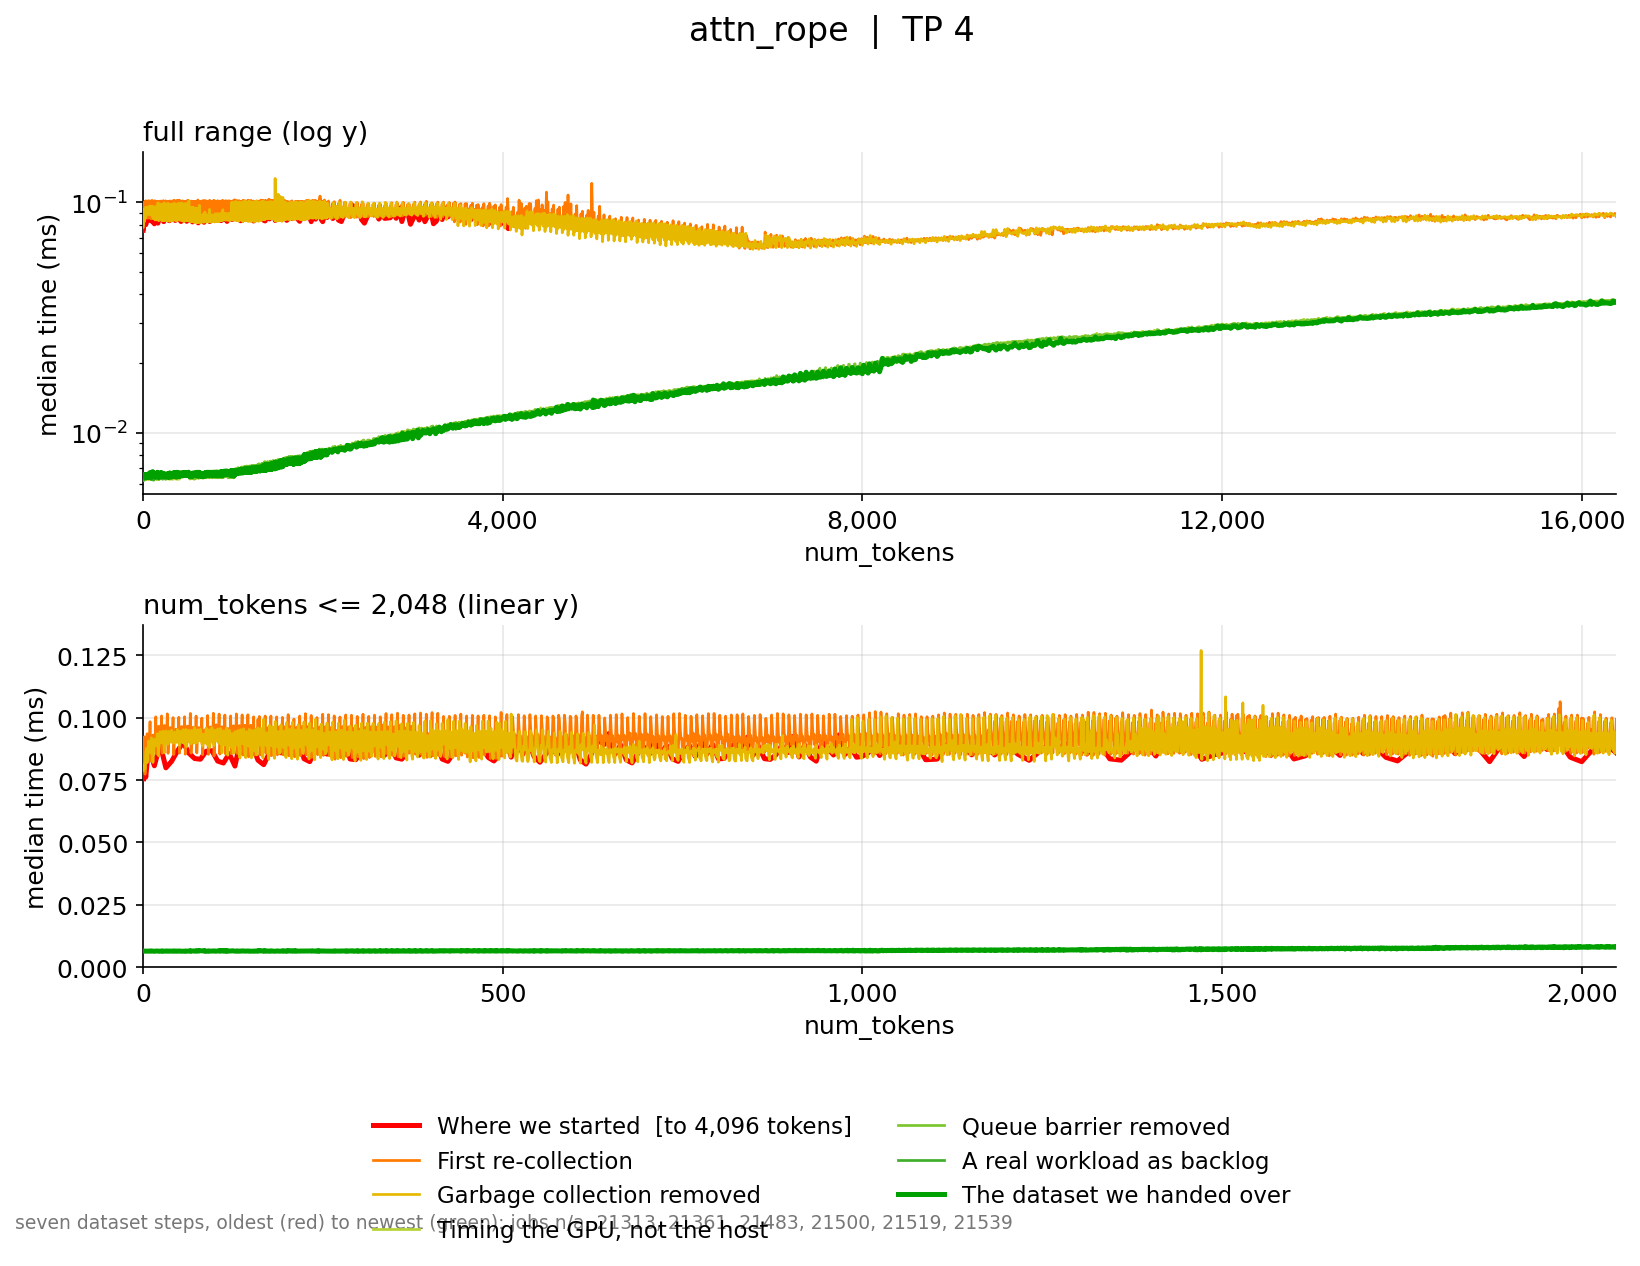 attn_rope | TP 4
full range (log y)
median time (ms)
10⁻¹
10⁻²
0 4,000 8,000 12,000 16,000
num_tokens
num_tokens <= 2,048 (linear y)
median time (ms)
0.125
0.100
0.075
0.050
0.025
0.000
0 500 1,000 1,500 2,000
num_tokens
Where we started [to 4,096 tokens]
First re-collection
Garbage collection removed
Timing the GPU, not the host
Queue barrier removed
A real workload as backlog
The dataset we handed over
seven dataset steps, oldest (red) to newest (green); jobs n/a, 21313, 21361, 21483, 21500, 21519, 21539